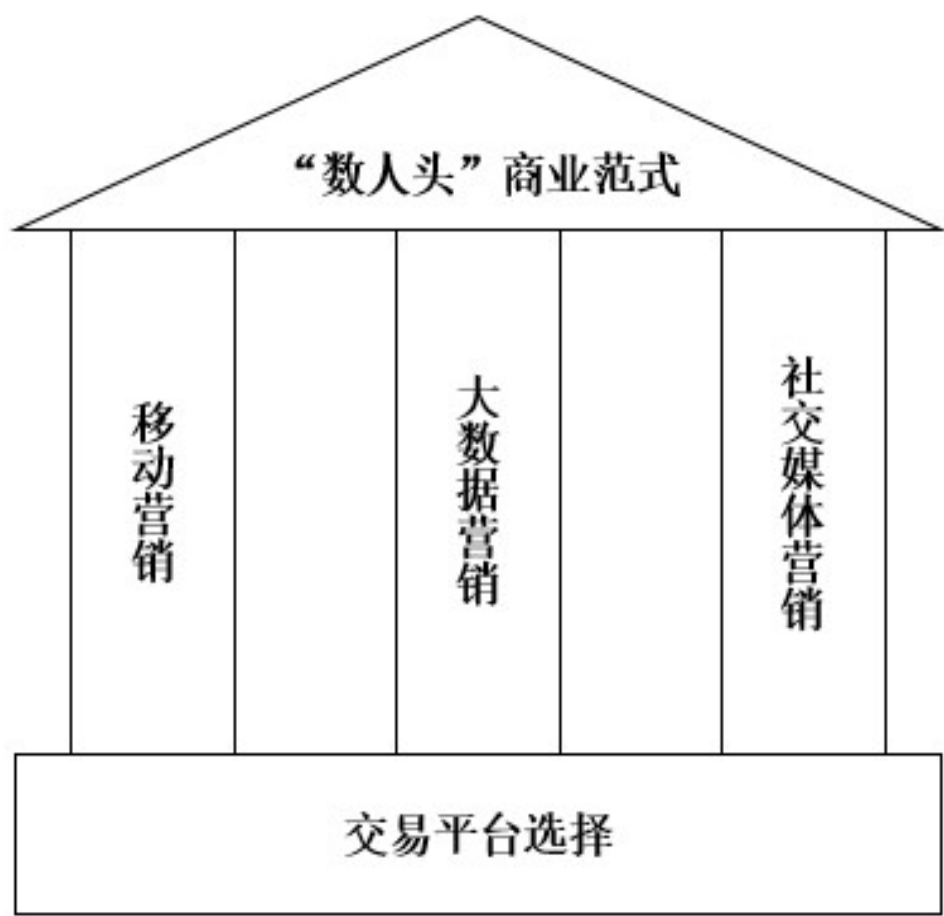 “数人头”商业范式
移动营销
大数据营销
社交媒体营销
交易平台选择